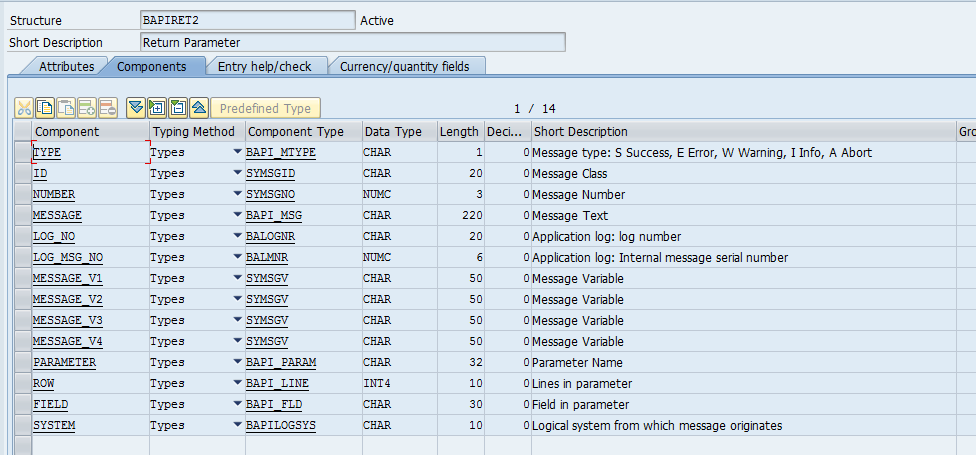 Structure BAPIRET2 Active
Short Description Return Parameter
Attributes Components Entry help/check Currency/quantity fields
Predefined Type 1 / 14
Component Typing Method Component Type Data Type Length Deci... Short Description Gro
TYPE Types BAPI_MTYPE CHAR 1 0 Message type: S Success, E Error, W Warning, I Info, A Abort
ID Types SYMSGID CHAR 20 0 Message Class
NUMBER Types SYMSGNO NUMC 3 0 Message Number
MESSAGE Types BAPI_MSG CHAR 220 0 Message Text
LOG_NO Types BALOGNR CHAR 20 0 Application log: log number
LOG_MSG_NO Types BALMNR NUMC 6 0 Application log: Internal message serial number
MESSAGE_V1 Types SYMSGV CHAR 50 0 Message Variable
MESSAGE_V2 Types SYMSGV CHAR 50 0 Message Variable
MESSAGE_V3 Types SYMSGV CHAR 50 0 Message Variable
MESSAGE_V4 Types SYMSGV CHAR 50 0 Message Variable
PARAMETER Types BAPI_PARAM CHAR 32 0 Parameter Name
ROW Types BAPI_LINE INT4 10 0 Lines in parameter
FIELD Types BAPI_FLD CHAR 30 0 Field in parameter
SYSTEM Types BAPILOGSYS CHAR 10 0 Logical system from which message originates